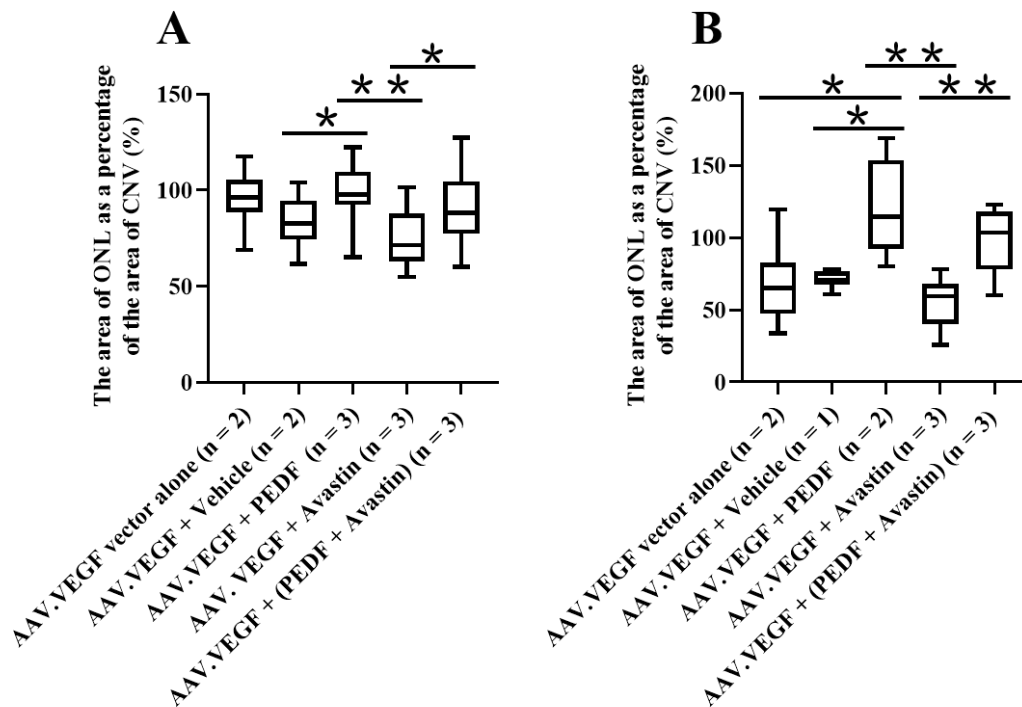 A
The area of ONL as a percentage
of the area of CNV (%)
150
100
50
0
*
* *
*
AAV.VEGF vector alone (n = 2)
AAV.VEGF + Vehicle (n = 2)
AAV.VEGF + PEDF (n = 3)
AAV. VEGF + Avastin (n = 3)
AAV.VEGF + (PEDF + Avastin) (n = 3)
B
The area of ONL as a percentage
of the area of CNV (%)
200
150
100
50
0
* *
*
* *
*
AAV.VEGF vector alone (n = 2)
AAV.VEGF + Vehicle (n = 1)
AAV.VEGF + PEDF (n = 2)
AAV.VEGF + Avastin (n = 3)
AAV.VEGF + (PEDF + Avastin) (n = 3)